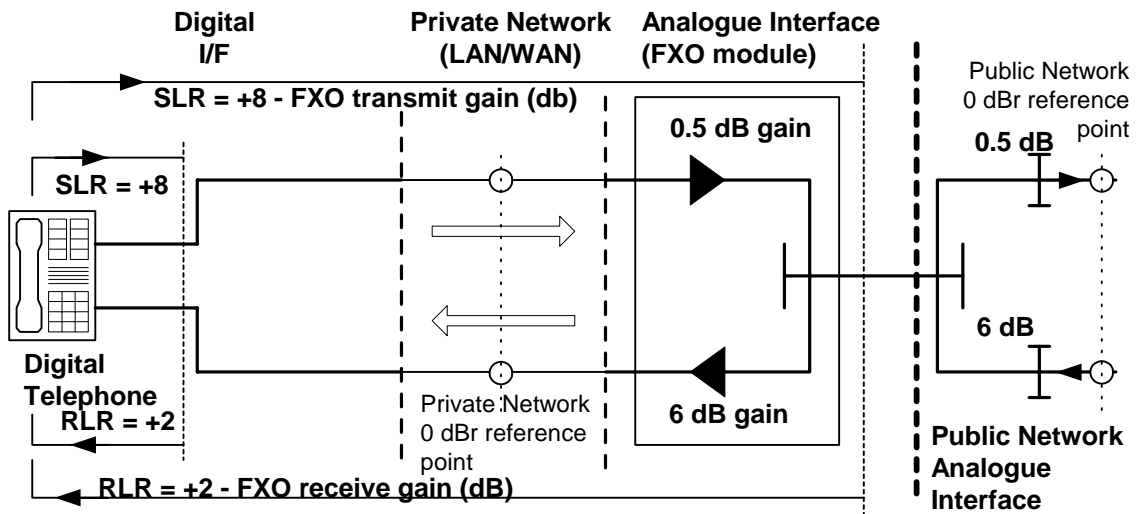 Digital
I/F
Private Network
(LAN/WAN)
Analogue Interface
(FXO module)
Public Network
0 dBr reference
point
SLR = +8 - FXO transmit gain (db)
0.5 dB gain
0.5 dB
SLR = +8
6 dB
Digital
Telephone
RLR = +2
Private Network
0 dBr reference
point
6 dB gain
Public Network
Analogue
Interface
RLR = +2 - FXO receive gain (dB)